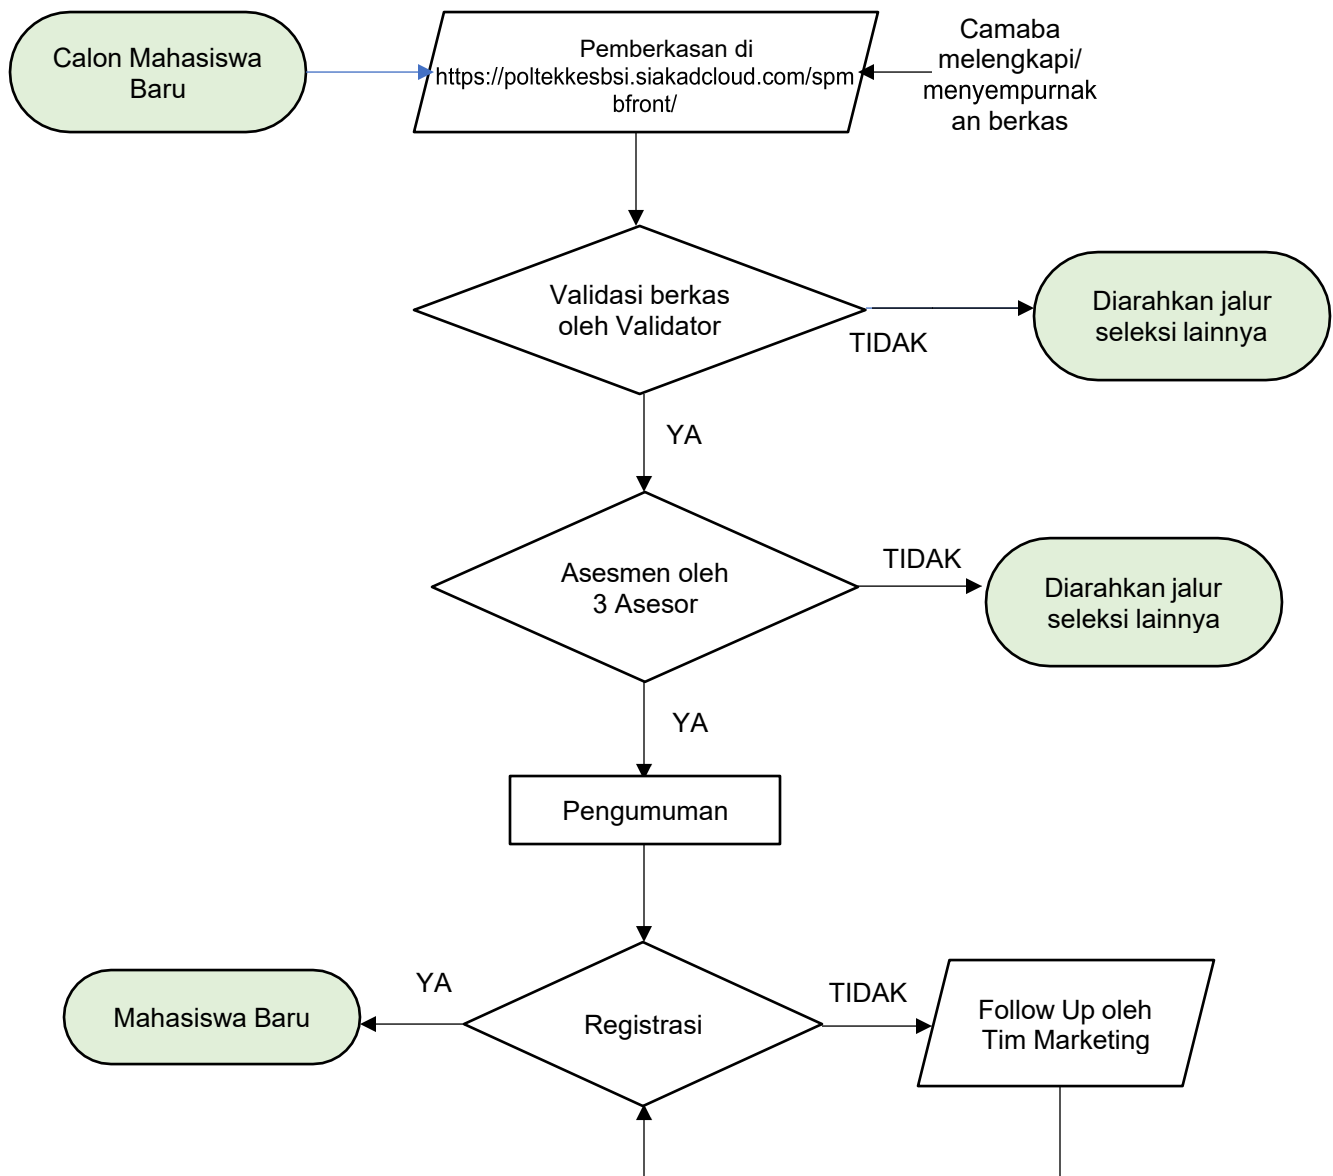 Calon Mahasiswa
Baru
Pemberkasan di
https://poltekkesbsi.siakadcloud.com/spm
bfront/
Camaba
melengkapi/
menyempurnak
an berkas
Validasi berkas
oleh Validator
TIDAK
Diarahkan jalur
seleksi lainnya
YA
Asesmen oleh
3 Asesor
TIDAK
Diarahkan jalur
seleksi lainnya
YA
Pengumuman
Registrasi
YA
Mahasiswa Baru
TIDAK
Follow Up oleh
Tim Marketing